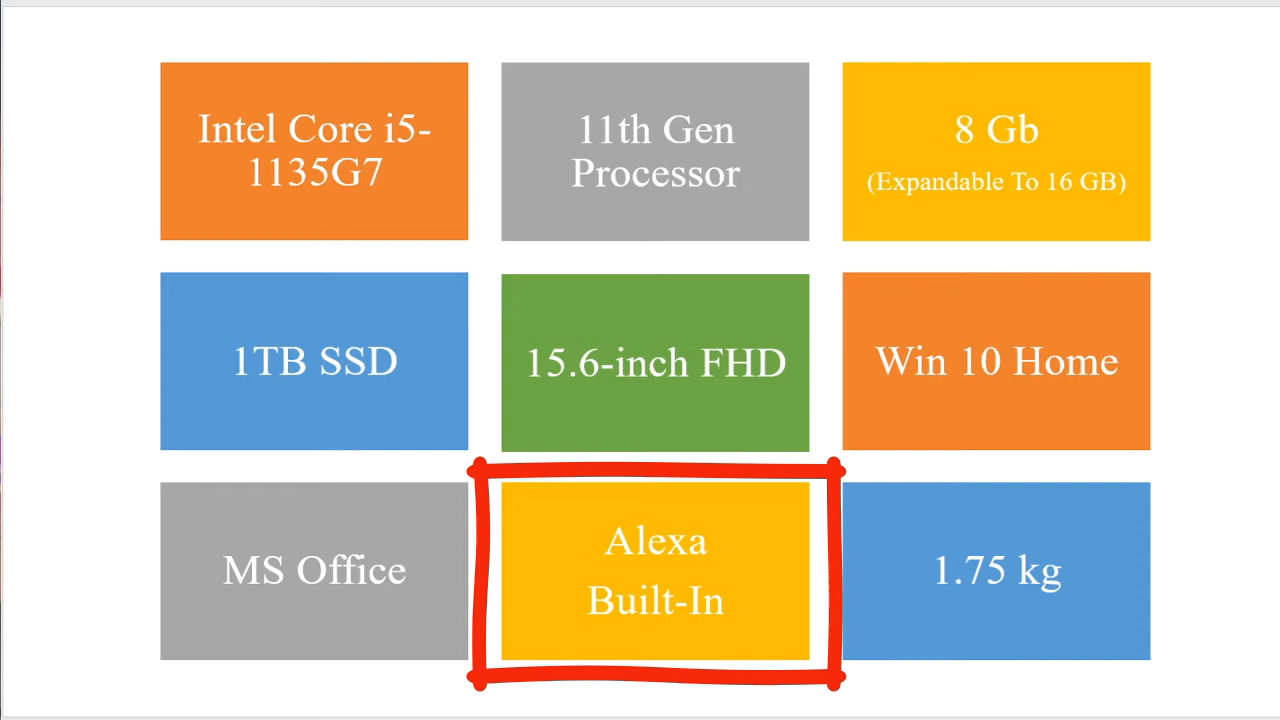 Intel Core i5-
1135G7
11th Gen
Processor
8 Gb
(Expandable To 16 GB)
1TB SSD
15.6-inch FHD
Win 10 Home
MS Office
Alexa
Built-In
1.75 kg